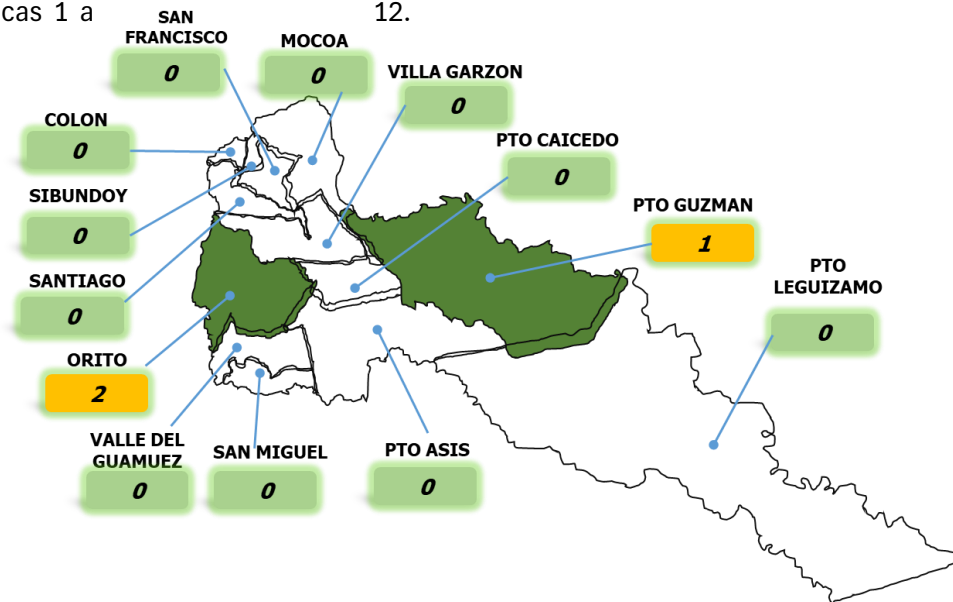 cas 1 a 12.
SAN
FRANCISCO
0
MOCOA
0
VILLA GARZON
0
COLON
0
PTO CAICEDO
0
SIBUNDOY
0
PTO GUZMAN
1
SANTIAGO
0
PTO
LEGUIZAMO
0
ORITO
2
VALLE DEL
GUAMUEZ
0
SAN MIGUEL
0
PTO ASIS
0